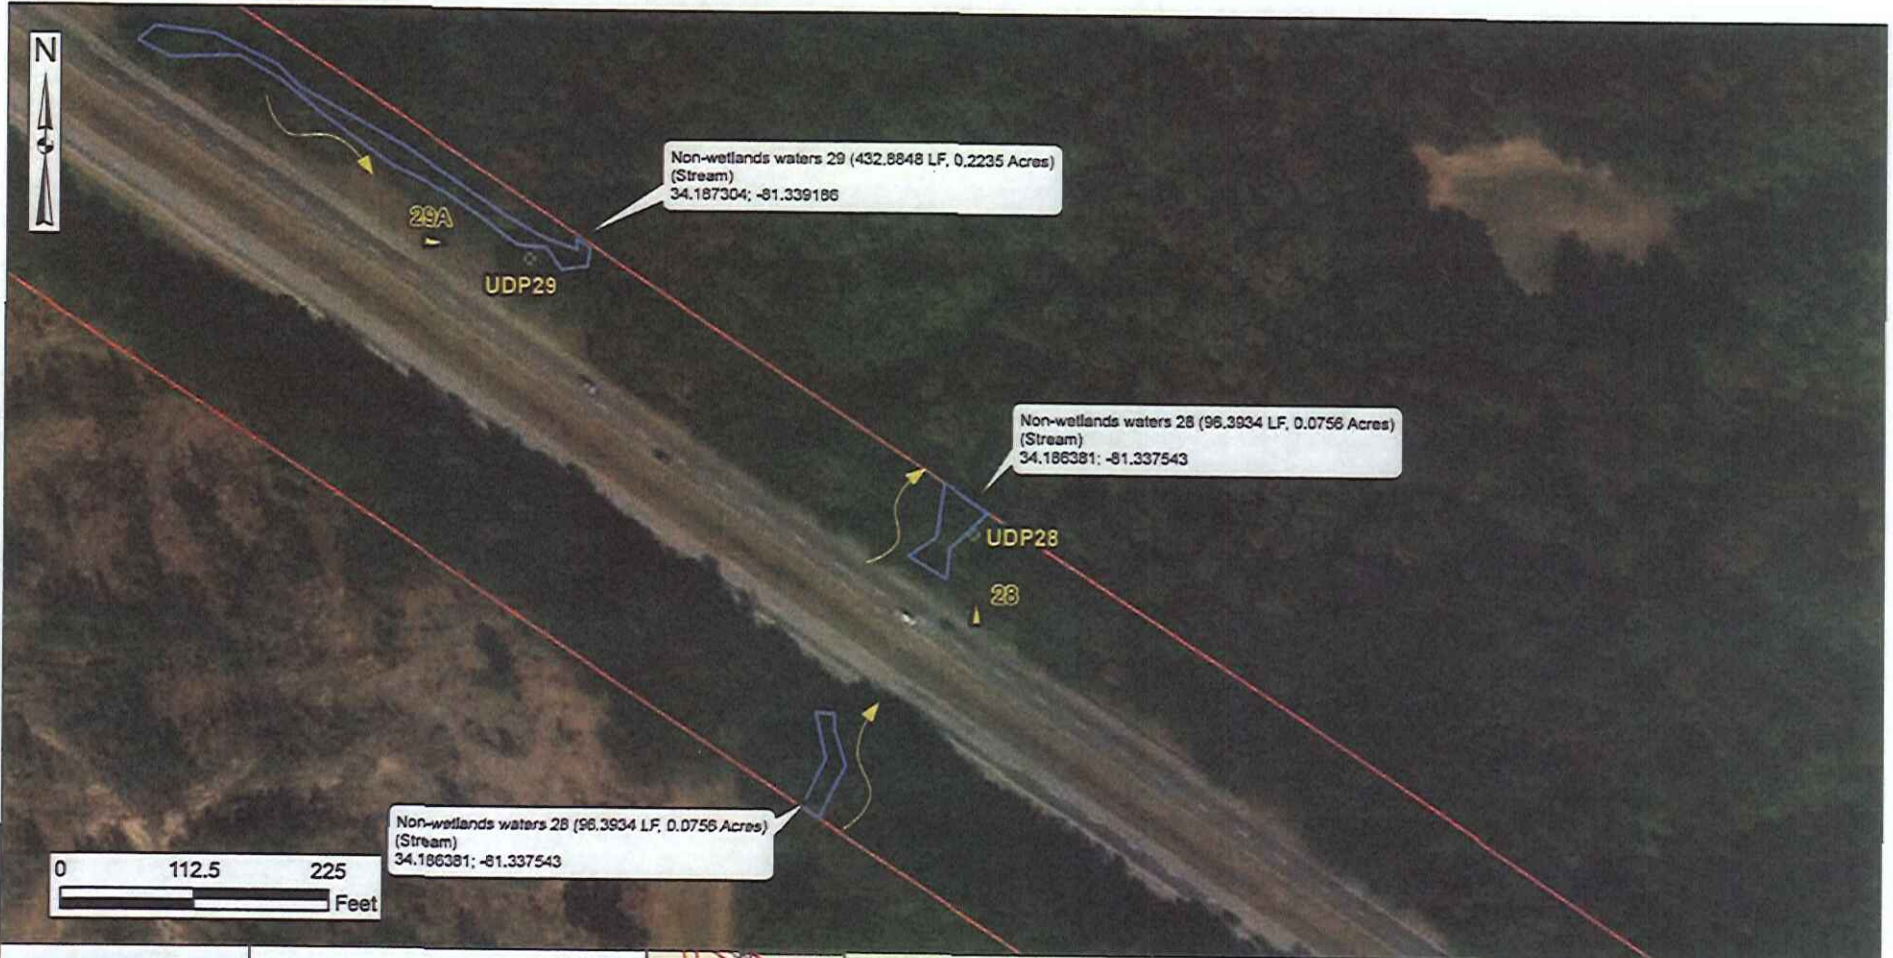 N
Non-wetlands waters 29 (432.8848 LF, 0.2235 Acres)
(Stream)
34.187304; -81.339186
29A
UDP29
Non-wetlands waters 28 (96.3934 LF, 0.0756 Acres)
(Stream)
34.186381; -81.337543
UDP28
28
Non-wetlands waters 28 (96.3934 LF, 0.0756 Acres)
(Stream)
34.186381; -81.337543
0 112.5 225
Feet